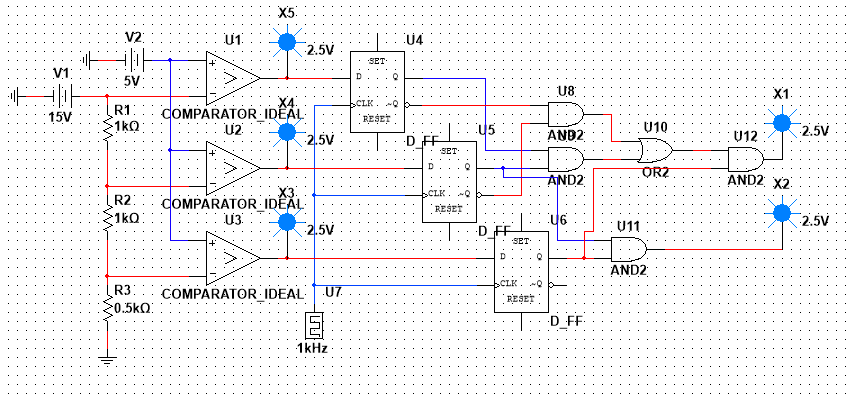 X5
V2
U1
U4
2.5V
SET
D
Q
V1
5V
CLK
~Q
U8
X1
15V
R1
1kΩ
COMPARATOR_IDEAL
X4
RESET
U2
2.5V
D_FF
U5
AND2
U10
U12
2.5V
SET
D
Q
AND2
OR2
AND2
COMPARATOR_IDEAL
X3
CLK
~Q
X2
R2
1kΩ
U3
2.5V
RESET
D_FF
U6
U11
2.5V
SET
D
Q
AND2
COMPARATOR_IDEAL
CLK
~Q
R3
0.5kΩ
U7
RESET
D_FF
1kHz